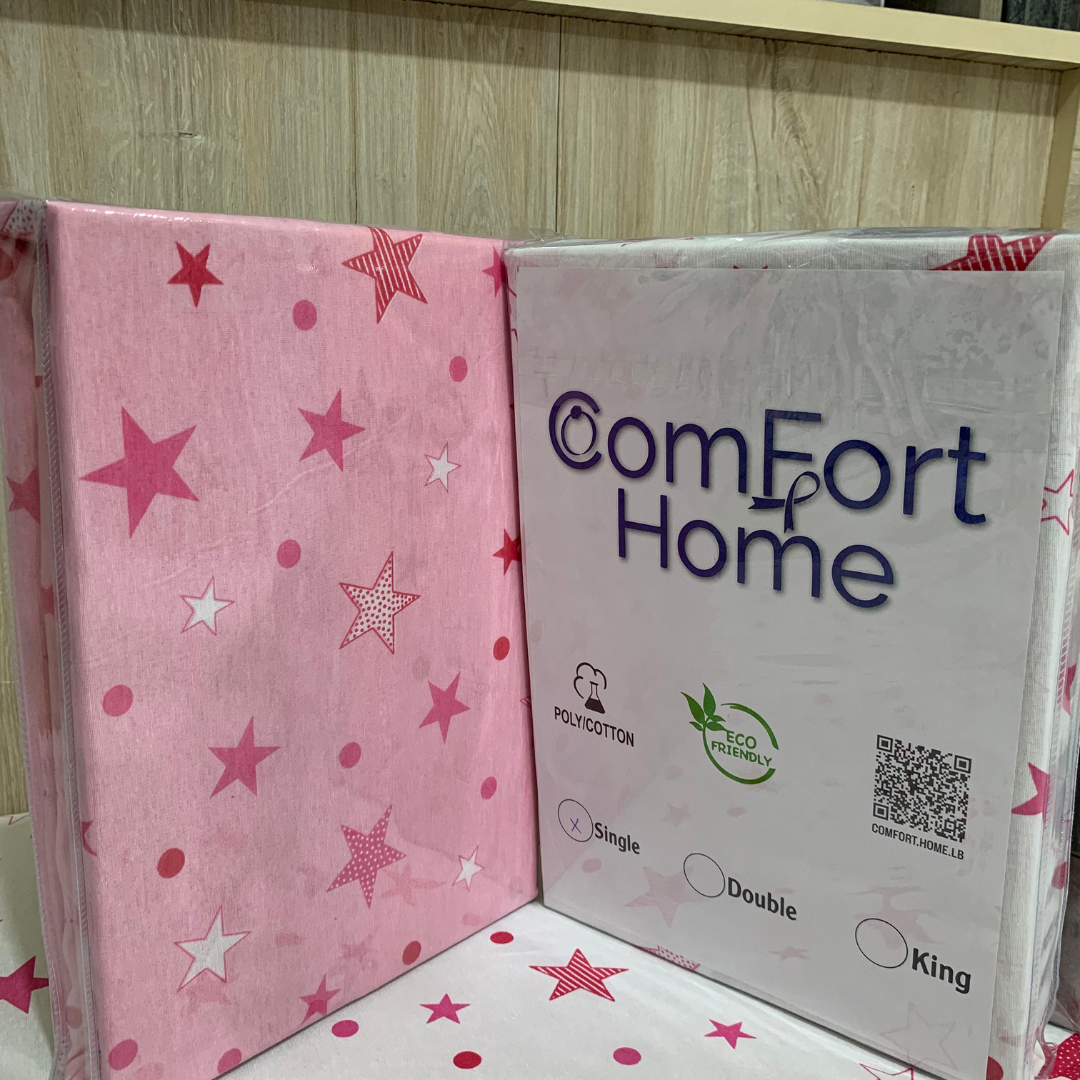 ComFort
Home
POLY/COTTON
ECO
FRIENDLY
COMFORT.HOME.LB
X Single
Double
King